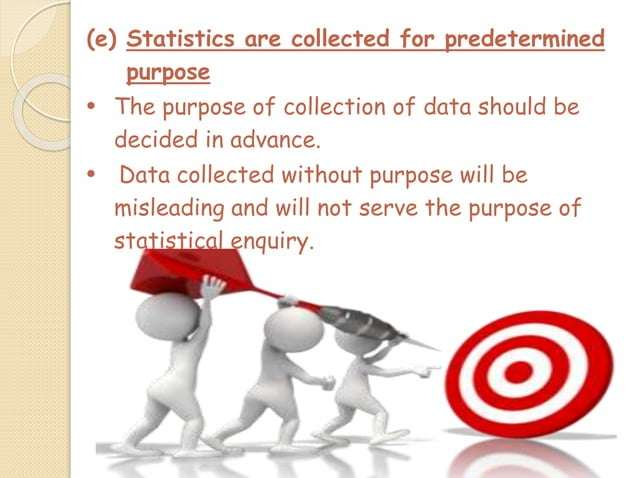 (e) Statistics are collected for predetermined
purpose
• The purpose of collection of data should be
decided in advance.
• Data collected without purpose will be
misleading and will not serve the purpose of
statistical enquiry.